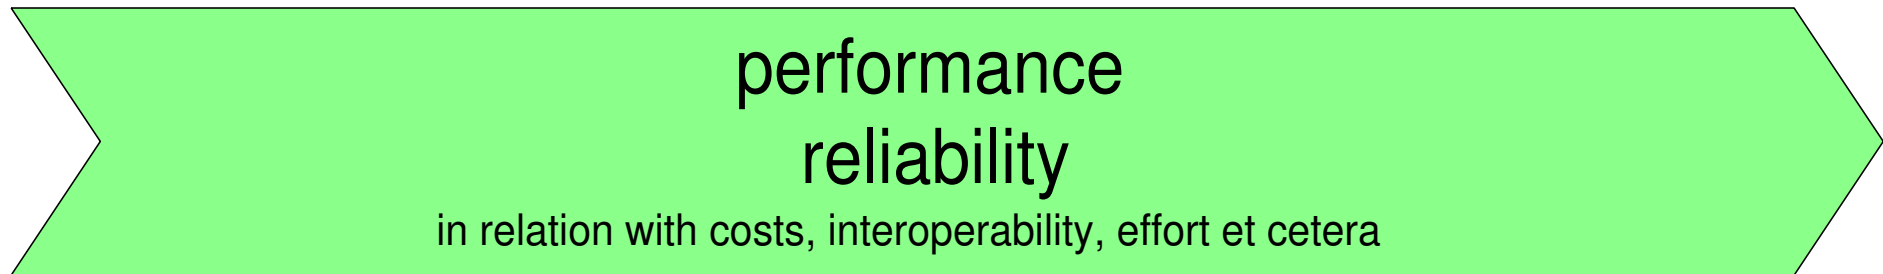 performance
reliability
in relation with costs, interoperability, effort et cetera